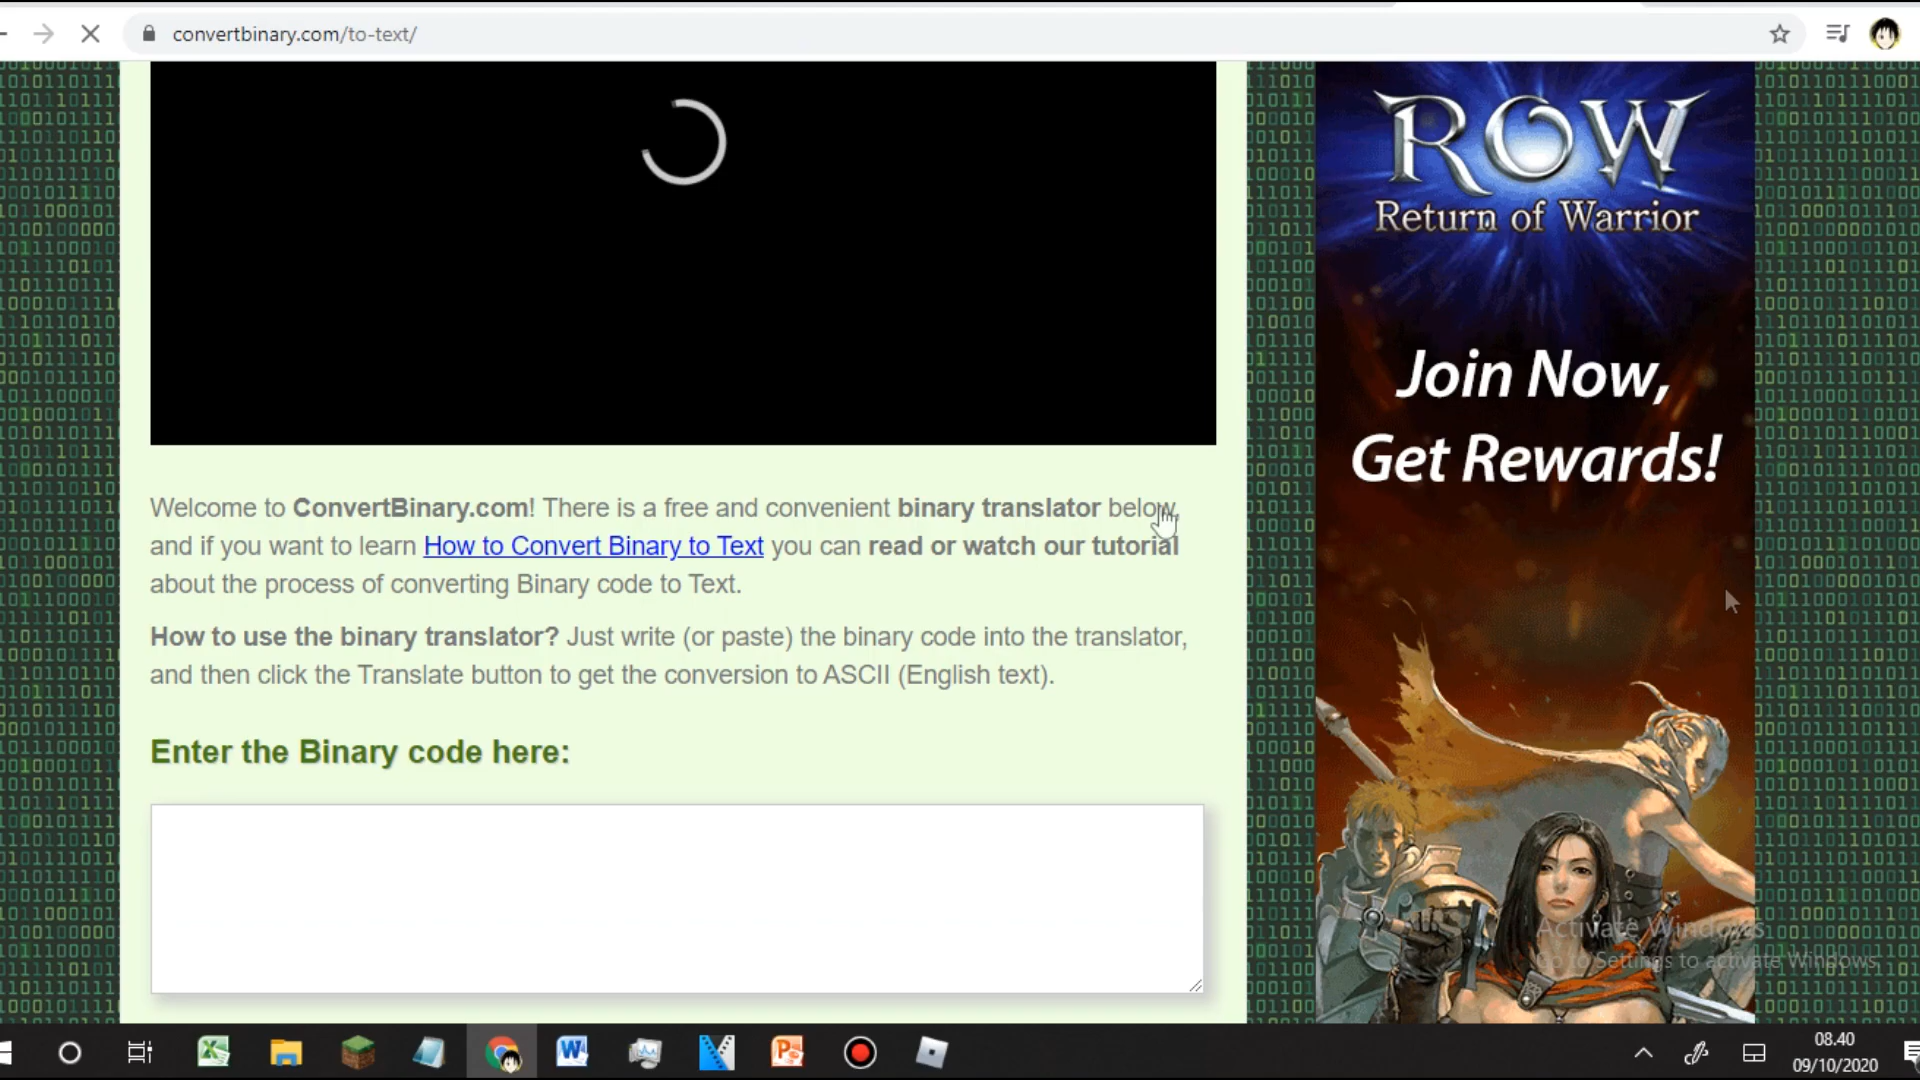 convertbinary.com/to-text/
ROW
Return of Warrior
Join Now,
Get Rewards!
Welcome to ConvertBinary.com! There is a free and convenient binary translator below,
and if you want to learn How to Convert Binary to Text you can read or watch our tutorial
about the process of converting Binary code to Text.
How to use the binary translator? Just write (or paste) the binary code into the translator,
and then click the Translate button to get the conversion to ASCII (English text).
Enter the Binary code here:
Activate Windows
Go to Settings to activate Windows.
08.40
09/10/2020